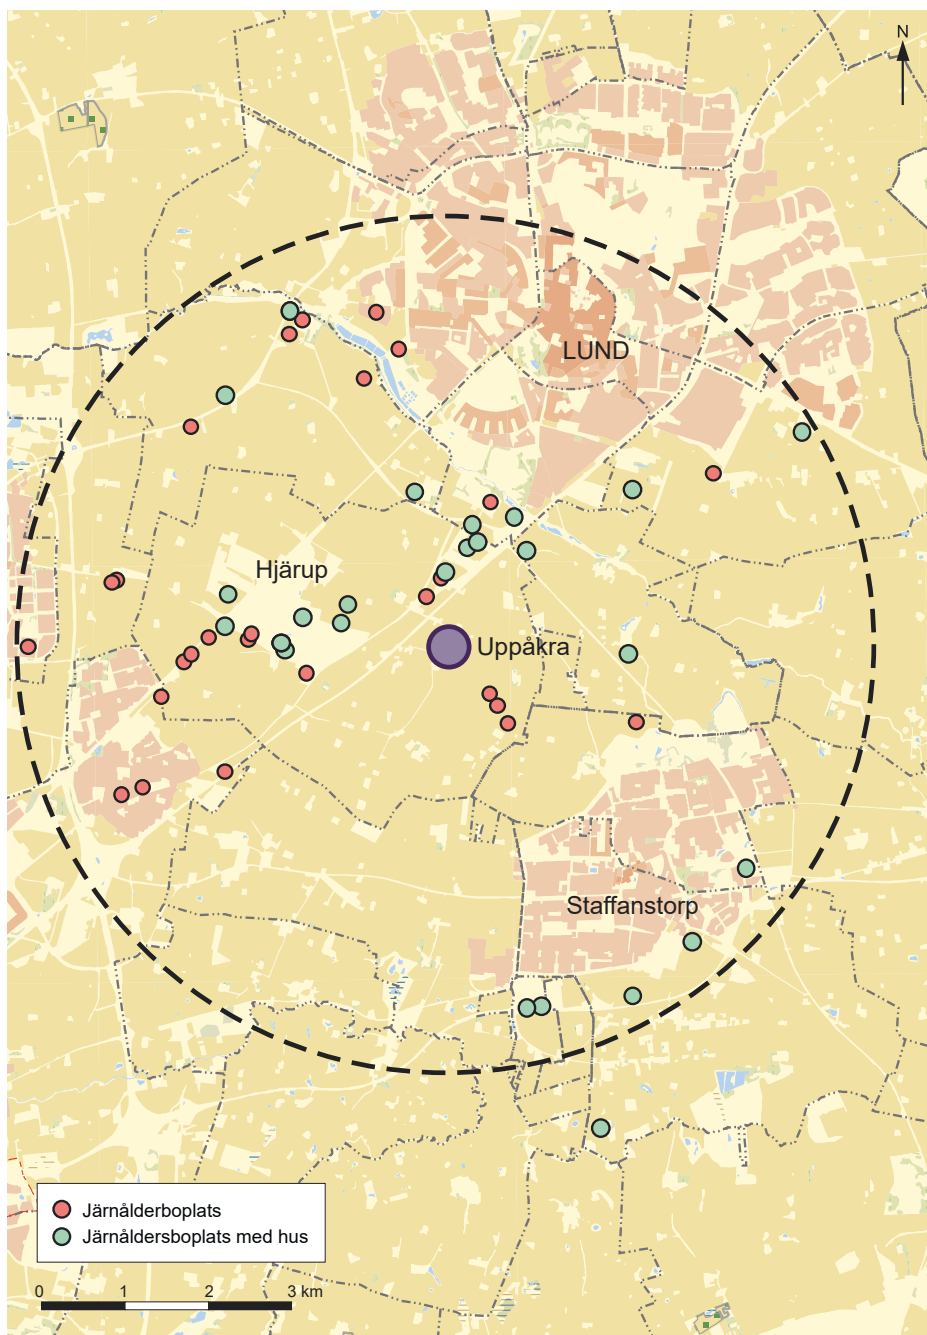 N
LUND
Hjärup
Uppåkra
Staffanstorp
Järnålderboplats
Järnåldersboplats med hus
0 1 2 3 km